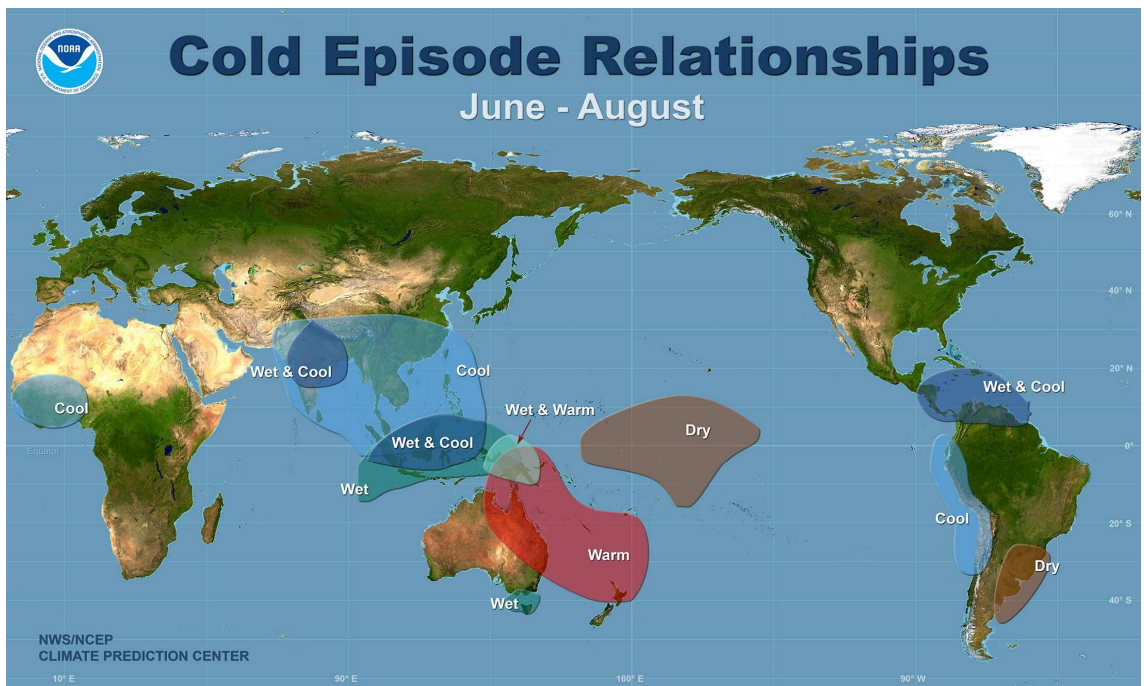 NOAA
Cold Episode Relationships
June - August
60° N
40° N
Wet & Cool
Cool
20° N
Wet & Cool
Cool
Wet & Warm
Dry
Wet & Cool
Equator
0°
Wet
Cool
20° S
Warm
Dry
Wet
40° S
NWS/NCEP
CLIMATE PREDICTION CENTER
10° E
90° E
180° E
90° W